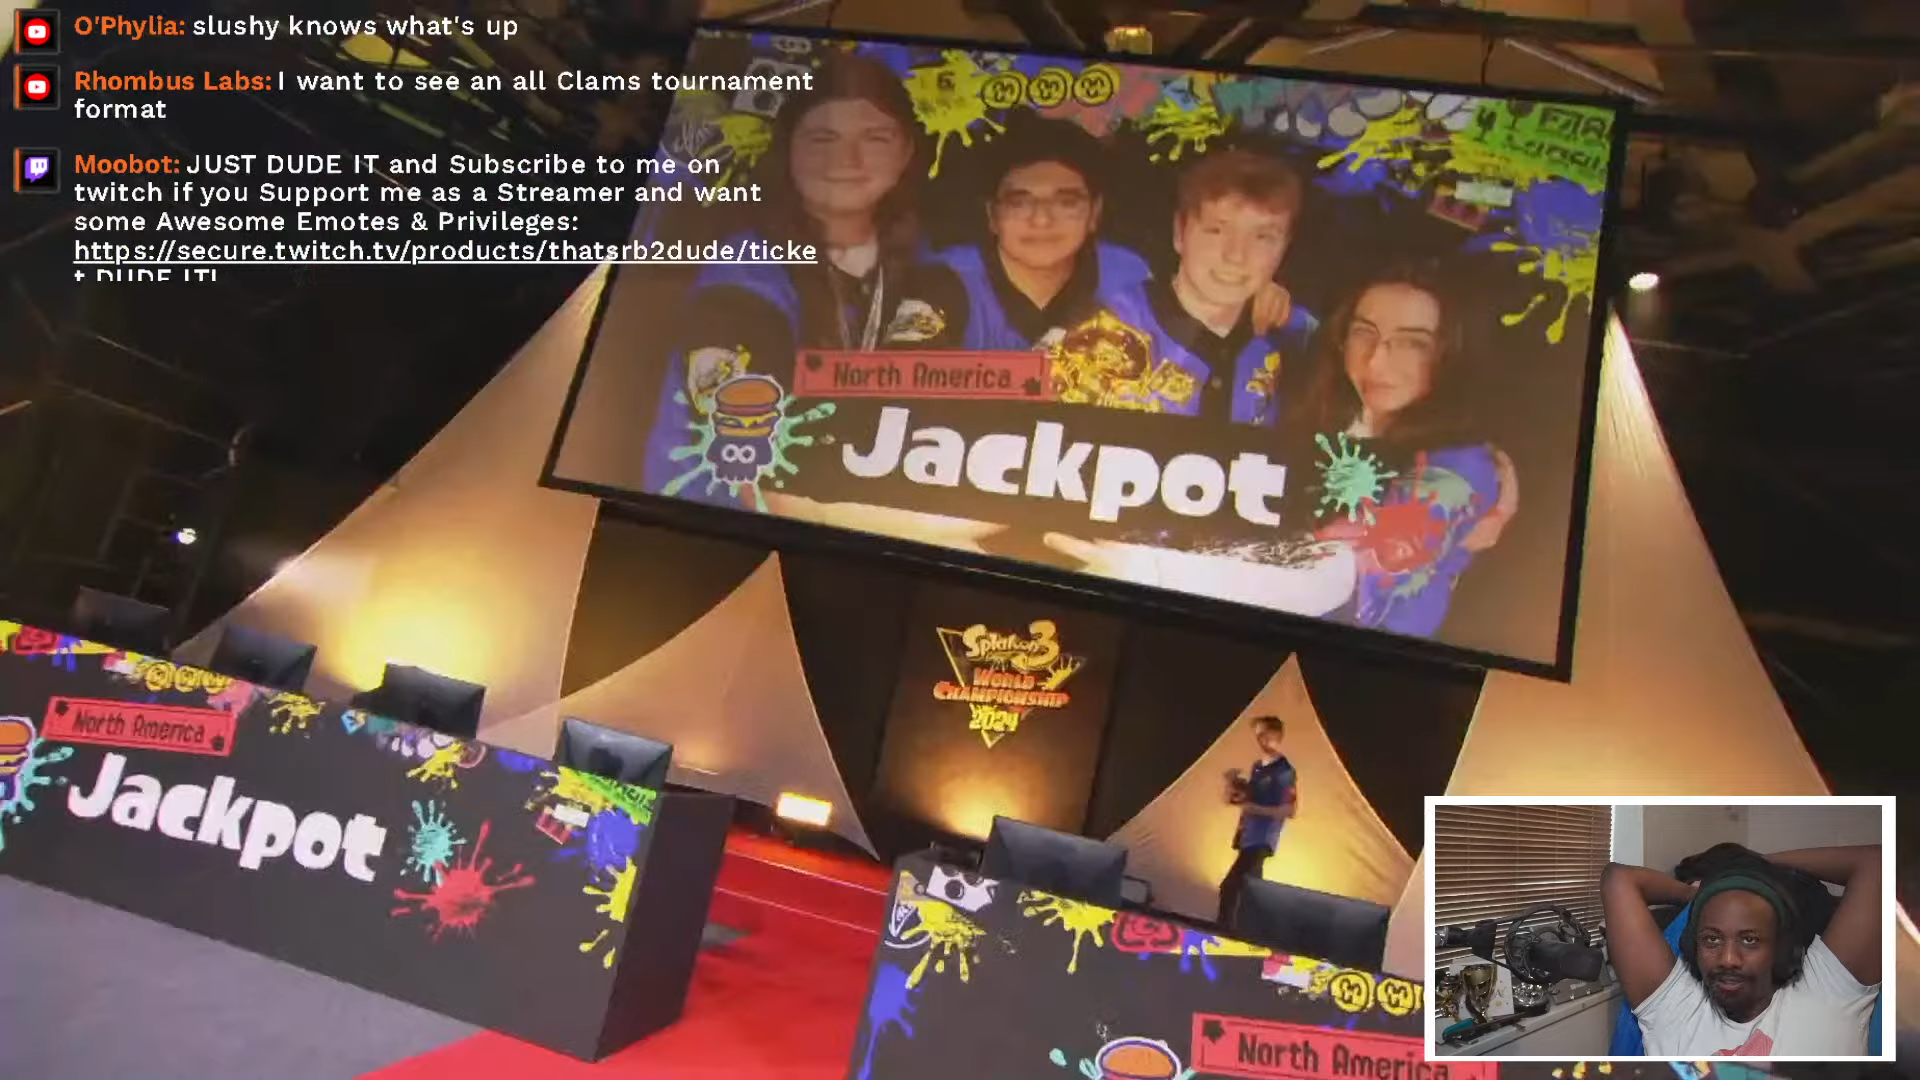 O'Phylia: slushy knows what's up
Rhombus Labs: I want to see an all Clams tournament
format
Moobot: JUST DUDE IT and Subscribe to me on
twitch if you Support me as a Streamer and want
some Awesome Emotes & Privileges:
https://secure.twitch.tv/products/thatsrb2dude/ticke
t DUDE IT!
North America
Jackpot
Splatoon 3
WORLD
CHAMPIONSHIP
2024
North America
Jackpot
North America